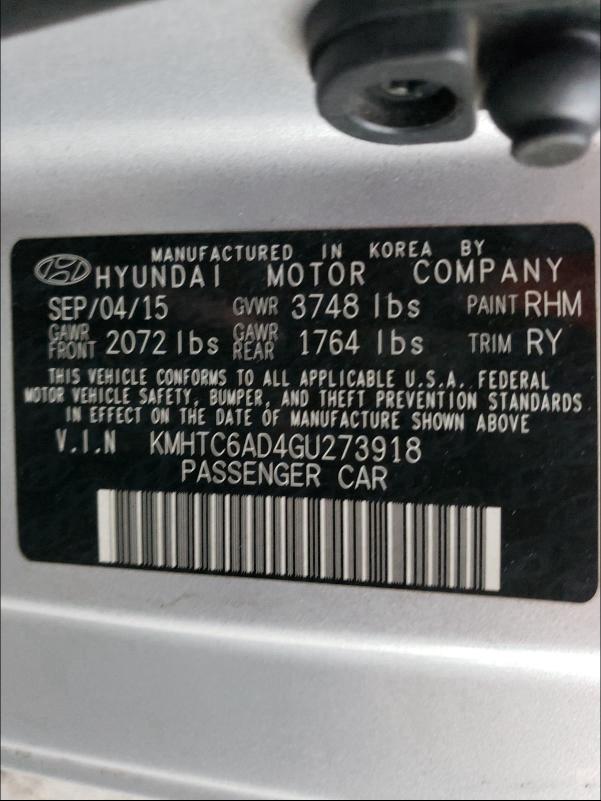 MANUFACTURED IN KOREA BY
HYUNDAI MOTOR COMPANY
SEP/04/15 GVWR 3748 lbs PAINT RHM
GAWR FRONT 2072 lbs GAWR REAR 1764 lbs TRIM RY
THIS VEHICLE CONFORMS TO ALL APPLICABLE U.S.A. FEDERAL
MOTOR VEHICLE SAFETY, BUMPER, AND THEFT PREVENTION STANDARDS
IN EFFECT ON THE DATE OF MANUFACTURE SHOWN ABOVE
V.I.N KMHTC6AD4GU273918
PASSENGER CAR